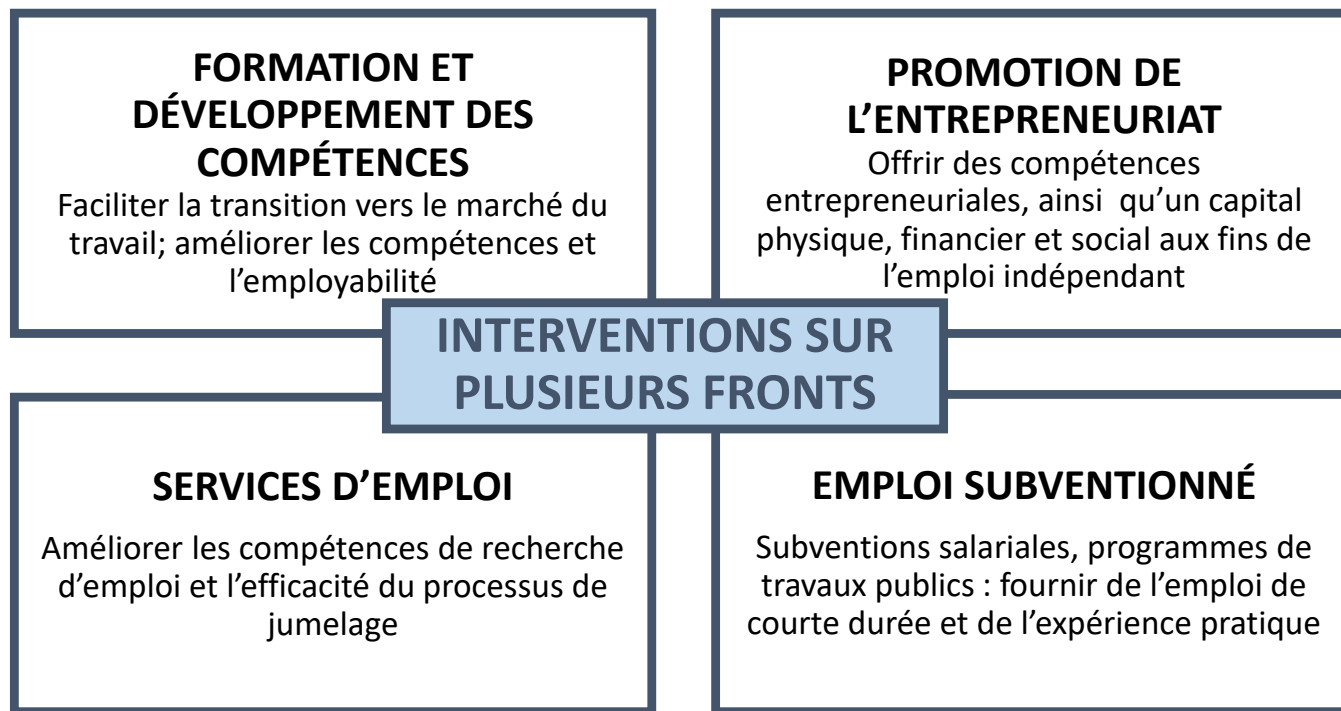 FORMATION ET
DÉVELOPPEMENT DES
COMPÉTENCES
Faciliter la transition vers le marché du
travail; améliorer les compétences et
l’employabilité
PROMOTION DE
L’ENTREPRENEURIAT
Offrir des compétences
entrepreneuriales, ainsi  qu’un capital
physique, financier et social aux fins de
l’emploi indépendant
INTERVENTIONS SUR
PLUSIEURS FRONTS
SERVICES D’EMPLOI
Améliorer les compétences de recherche
d’emploi et l’efficacité du processus de
jumelage
EMPLOI SUBVENTIONNÉ
Subventions salariales, programmes de
travaux publics : fournir de l’emploi de
courte durée et de l’expérience pratique